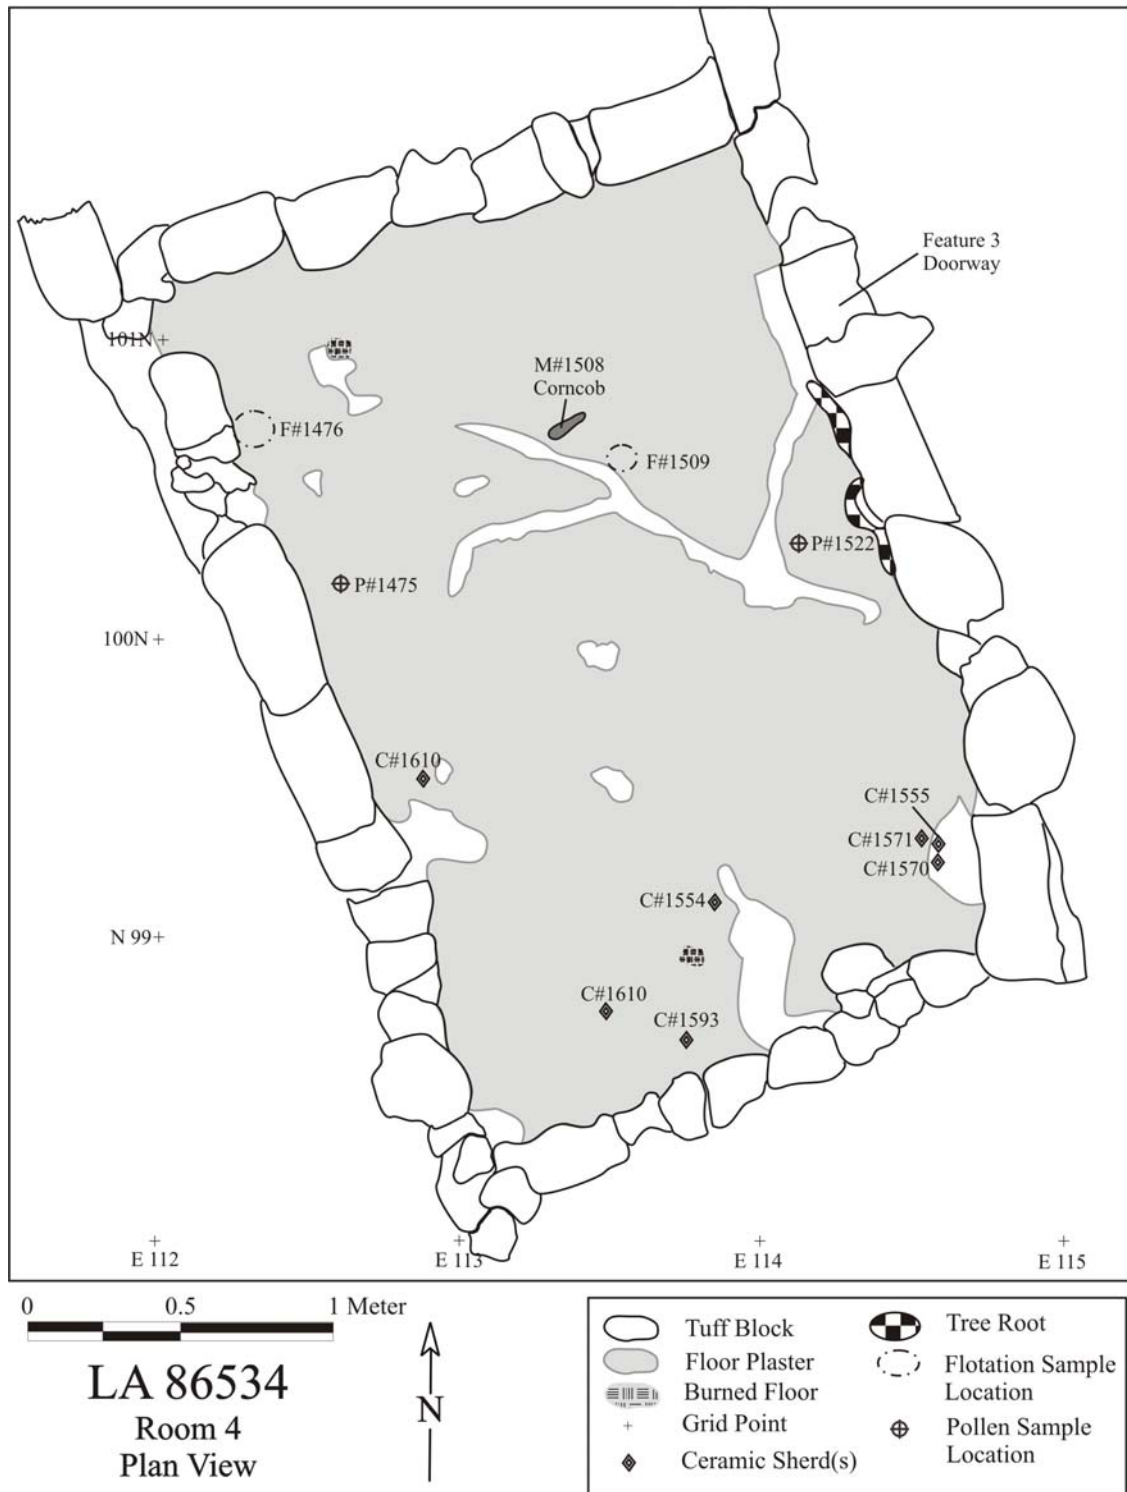 Feature 3
Doorway
101N +
M#1508
Corncob
F#1476
F#1509
P#1522
P#1475
100N +
C#1610
C#1555
C#1571
C#1570
C#1554
N 99+
C#1610
C#1593
E 112
E 113
E 114
E 115
0 0.5 1 Meter
LA 86534
Room 4
Plan View
N
Tuff Block
Floor Plaster
Burned Floor
Grid Point
Ceramic Sherd(s)
Tree Root
Flotation Sample
Location
Pollen Sample
Location